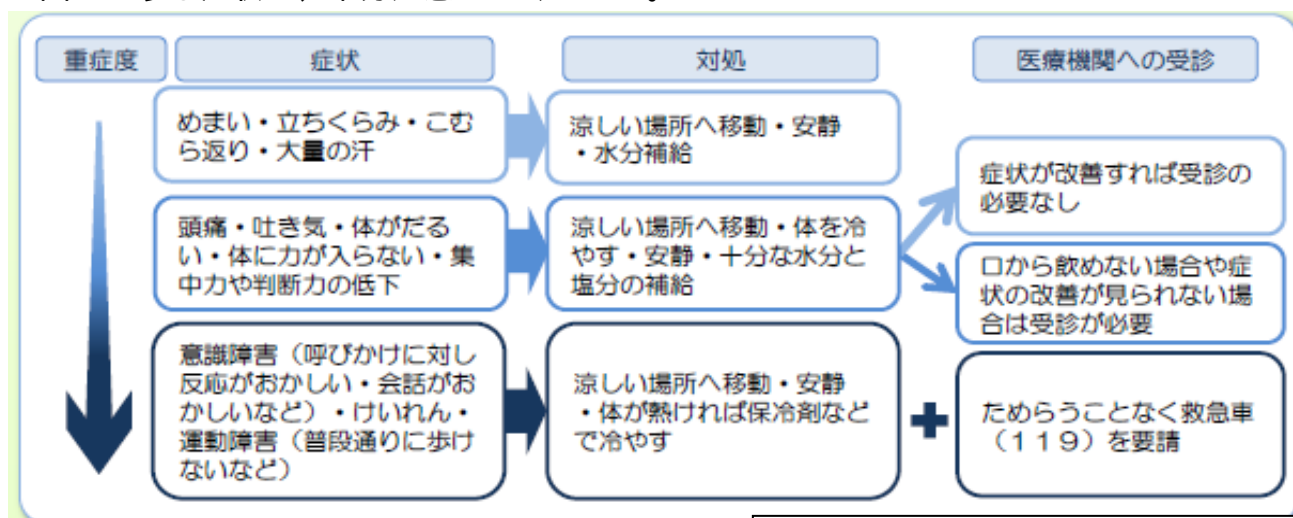 重症度
症状
対処
医療機関への受診
めまい・立ちくらみ・こむ
ら返り・大量の汗
涼しい場所へ移動・安静
・水分補給
症状が改善すれば受診の
必要なし
頭痛・吐き気・体がだる
い・体に力が入らない・集
中力や判断力の低下
涼しい場所へ移動・体を冷
やす・安静・十分な水分と
塩分の補給
口から飲めない場合や症
状の改善が見られない場
合は受診が必要
意識障害（呼びかけに対し
反応がおかしい・会話がお
かしいなど）・けいれん・
運動障害（普段通りに歩け
ないなど）
涼しい場所へ移動・安静
・体が熱ければ保冷剤など
で冷やす
ためらうことなく救急車
（１１９）を要請